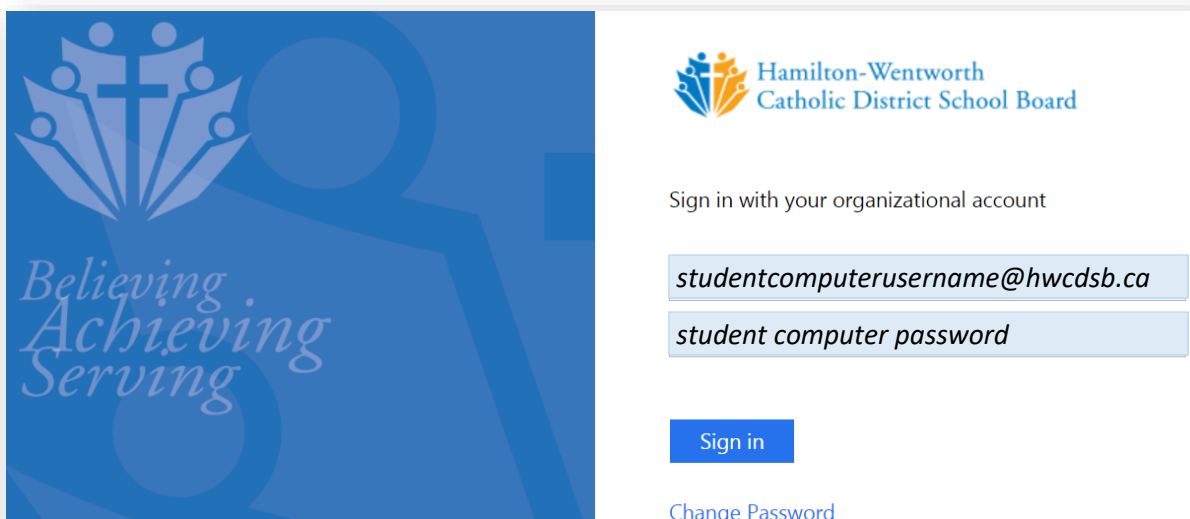 Believing
Achieving
Serving
Hamilton-Wentworth
Catholic District School Board
Sign in with your organizational account
studentcomputerusername@hwcdsb.ca
student computer password
Sign in
Change Password